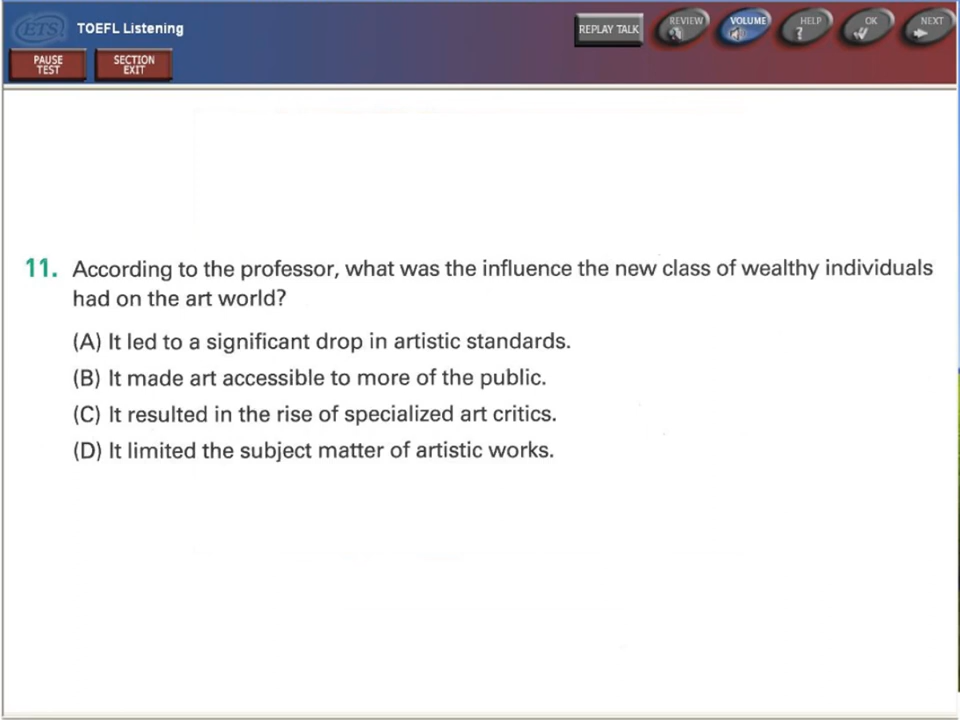 ETS TOEFL Listening
REPLAY TALK REVIEW VOLUME HELP ? OK NEXT
PAUSE TEST SECTION EXIT
11. According to the professor, what was the influence the new class of wealthy individuals
had on the art world?
(A) It led to a significant drop in artistic standards.
(B) It made art accessible to more of the public.
(C) It resulted in the rise of specialized art critics.
(D) It limited the subject matter of artistic works.